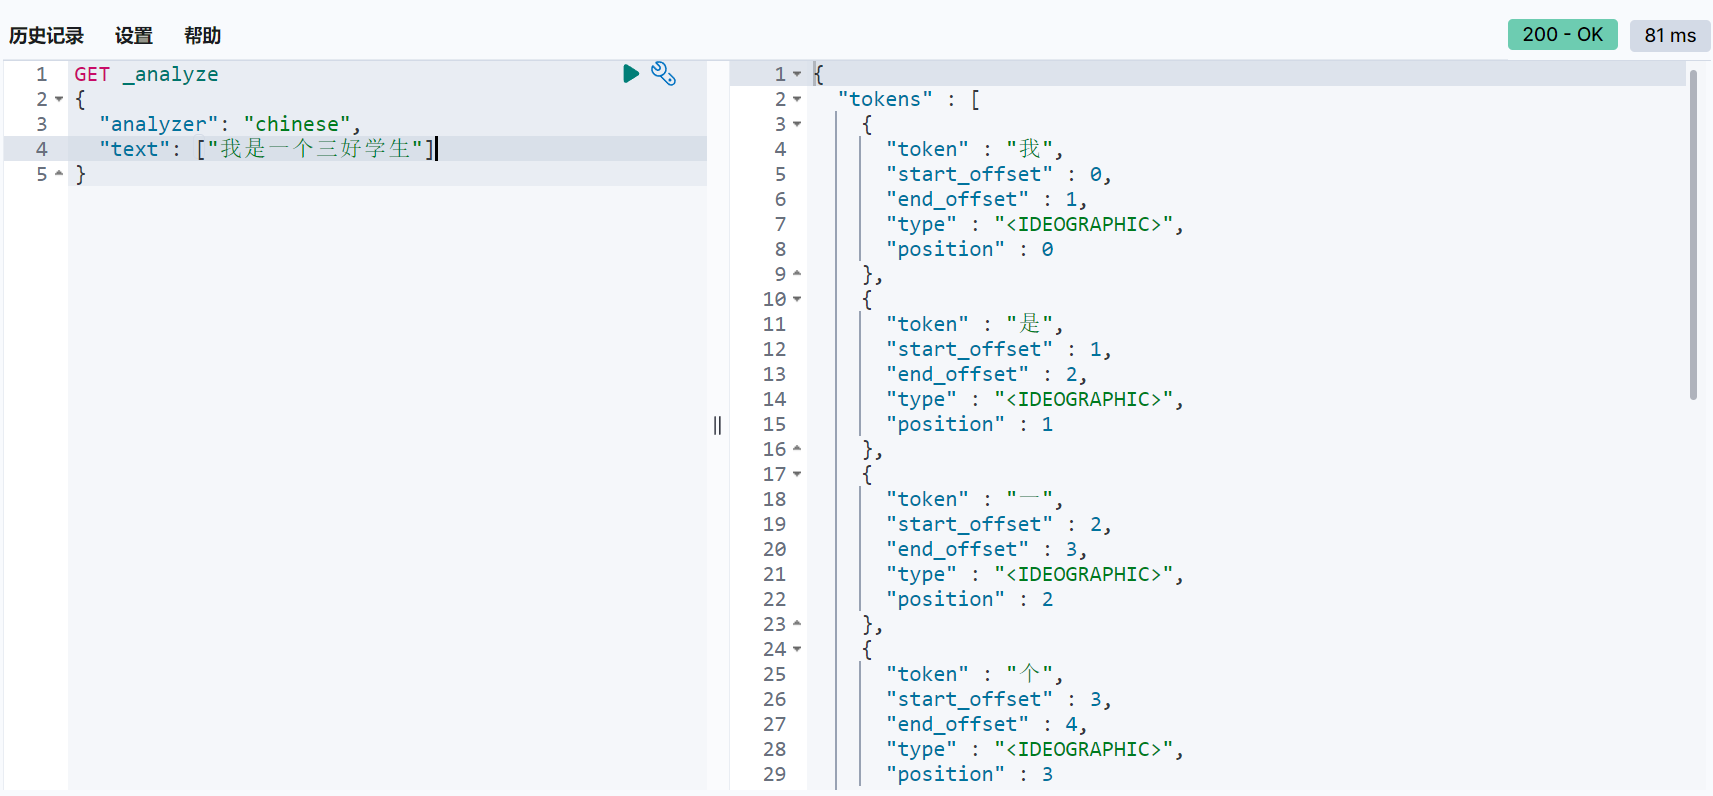 历史记录 设置 帮助 200 - OK 81 ms
1 GET _analyze
2 {
3 "analyzer": "chinese",
4 "text": ["我是一个三好学生"]
5 }
1 {
2 "tokens" : [
3 {
4 "token" : "我",
5 "start_offset" : 0,
6 "end_offset" : 1,
7 "type" : "<IDEOGRAPHIC>",
8 "position" : 0
9 },
10 {
11 "token" : "是",
12 "start_offset" : 1,
13 "end_offset" : 2,
14 "type" : "<IDEOGRAPHIC>",
15 "position" : 1
16 },
17 {
18 "token" : "一",
19 "start_offset" : 2,
20 "end_offset" : 3,
21 "type" : "<IDEOGRAPHIC>",
22 "position" : 2
23 },
24 {
25 "token" : "个",
26 "start_offset" : 3,
27 "end_offset" : 4,
28 "type" : "<IDEOGRAPHIC>",
29 "position" : 3